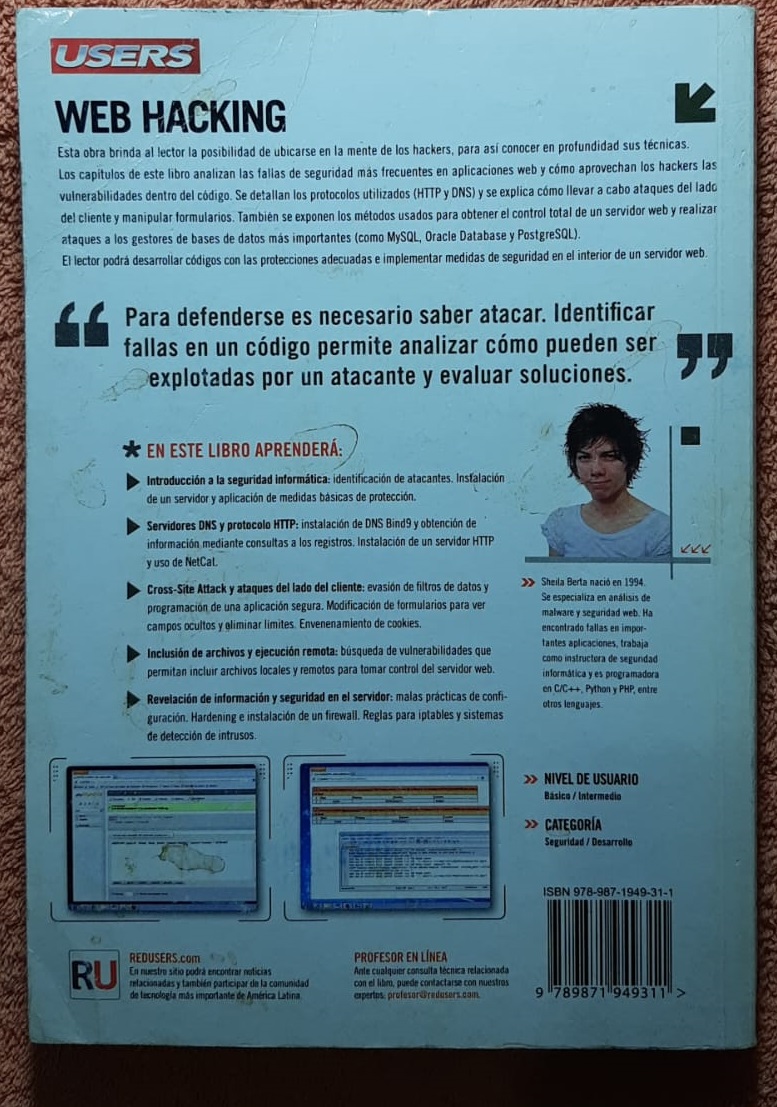 USERS
WEB HACKING
Esta obra brinda al lector la posibilidad de ubicarse en la mente de los hackers, para así conocer en profundidad sus técnicas.
Los capítulos de este libro analizan las fallas de seguridad más frecuentes en aplicaciones web y cómo aprovechan los hackers las
vulnerabilidades dentro del código. Se detallan los protocolos utilizados (HTTP y DNS) y se explica cómo llevar a cabo ataques del lado
del cliente y manipular formularios. También se exponen los métodos usados para obtener el control total de un servidor web y realizar
ataques a los gestores de bases de datos más importantes (como MySQL, Oracle Database y PostgreSQL).
El lector podrá desarrollar códigos con las protecciones adecuadas e implementar medidas de seguridad en el interior de un servidor web.
“ Para defenderse es necesario saber atacar. Identificar
fallas en un código permite analizar cómo pueden ser
explotadas por un atacante y evaluar soluciones. ”
* EN ESTE LIBRO APRENDERÁ:
Introducción a la seguridad informática: identificación de atacantes. Instalación
de un servidor y aplicación de medidas básicas de protección.
Servidores DNS y protocolo HTTP: instalación de DNS Bind9 y obtención de
información mediante consultas a los registros. Instalación de un servidor HTTP
y uso de NetCat.
Cross-Site Attack y ataques del lado del cliente: evasión de filtros de datos y
programación de una aplicación segura. Modificación de formularios para ver
campos ocultos y eliminar límites. Envenenamiento de cookies.
Inclusión de archivos y ejecución remota: búsqueda de vulnerabilidades que
permitan incluir archivos locales y remotos para tomar control del servidor web.
Revelación de información y seguridad en el servidor: malas prácticas de confi-
guración. Hardening e instalación de un firewall. Reglas para iptables y sistemas
de detección de intrusos.
Sheila Berta nació en 1994.
Se especializa en análisis de
malware y seguridad web. Ha
encontrado fallas en impor-
tantes aplicaciones, trabaja
como instructora de seguridad
informática y es programadora
en C/C++, Python y PHP, entre
otros lenguajes.
NIVEL DE USUARIO
Básico / Intermedio
CATEGORÍA
Seguridad / Desarrollo
ISBN 978-987-1949-31-1
9 789871 949311 >
RU
REDUSERS.com
En nuestro sitio podrá encontrar noticias
relacionadas y también participar de la comunidad
de tecnología más importante de América Latina.
PROFESOR EN LÍNEA
Ante cualquier consulta técnica relacionada
con el libro, puede contactarse con nuestros
expertos: profesor@redusers.com.